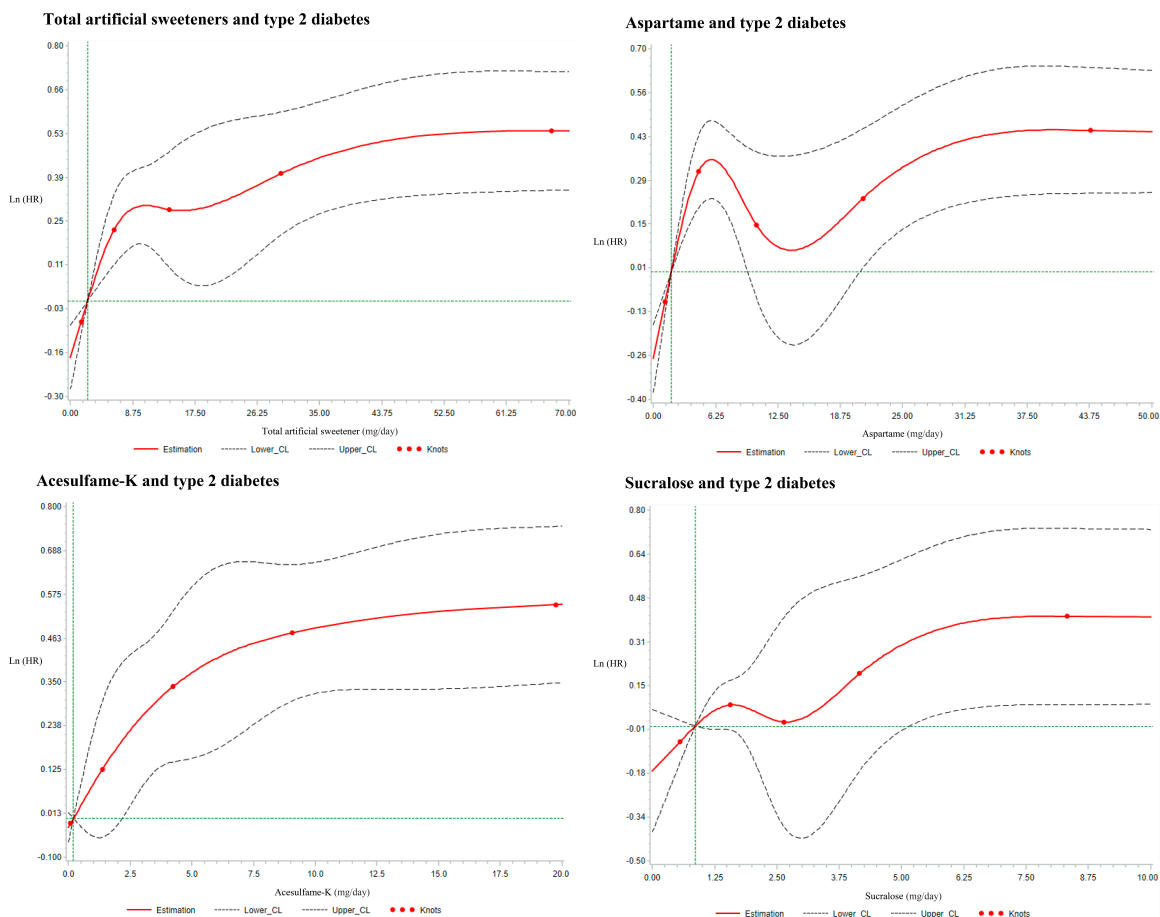 Total artificial sweeteners and type 2 diabetes
0.80
0.66
0.53
0.39
Ln (HR)
0.25
0.11
-0.03
-0.16
-0.30
0.00 8.75 17.50 26.25 35.00 43.75 52.50 61.25 70.00
Total artificial sweetener (mg/day)
Estimation Lower_CL Upper_CL Knots
Aspartame and type 2 diabetes
0.70
0.56
0.43
0.29
0.15
Ln (HR)
0.01
-0.13
-0.26
-0.40
0.00 6.25 12.50 18.75 25.00 31.25 37.50 43.75 50.00
Aspartame (mg/day)
Estimation Lower_CL Upper_CL Knots
Acesulfame-K and type 2 diabetes
0.800
0.688
0.575
0.463
Ln (HR)
0.350
0.238
0.125
0.013
-0.100
0.0 2.5 5.0 7.5 10.0 12.5 15.0 17.5 20.0
Acesulfame-K (mg/day)
Estimation Lower_CL Upper_CL Knots
Sucralose and type 2 diabetes
0.80
0.64
0.48
0.31
Ln (HR)
0.15
-0.01
-0.18
-0.34
-0.50
0.00 1.25 2.50 3.75 5.00 6.25 7.50 8.75 10.00
Sucralose (mg/day)
Estimation Lower_CL Upper_CL Knots